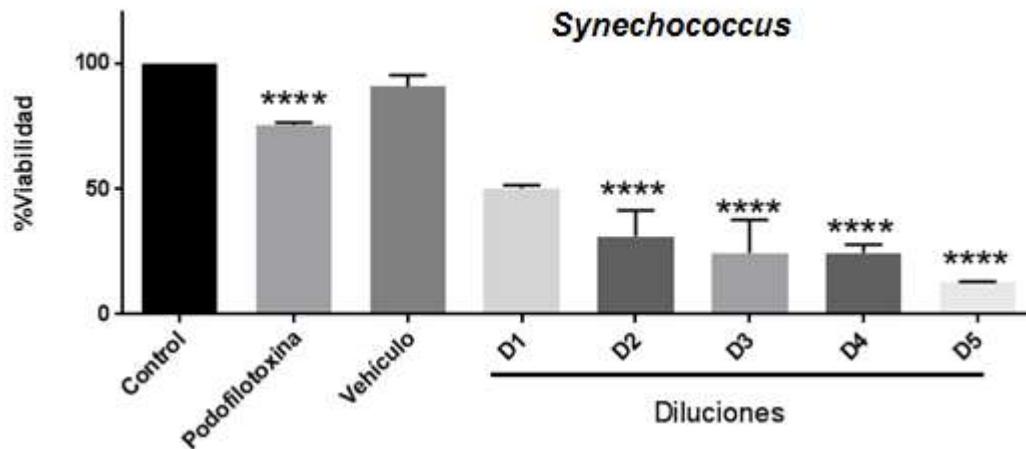 Synechococcus
%Viabilidad
100
50
0
****
****
****
****
****
Control
Podofilotoxina
Vehículo
D1
D2
D3
D4
D5
Diluciones